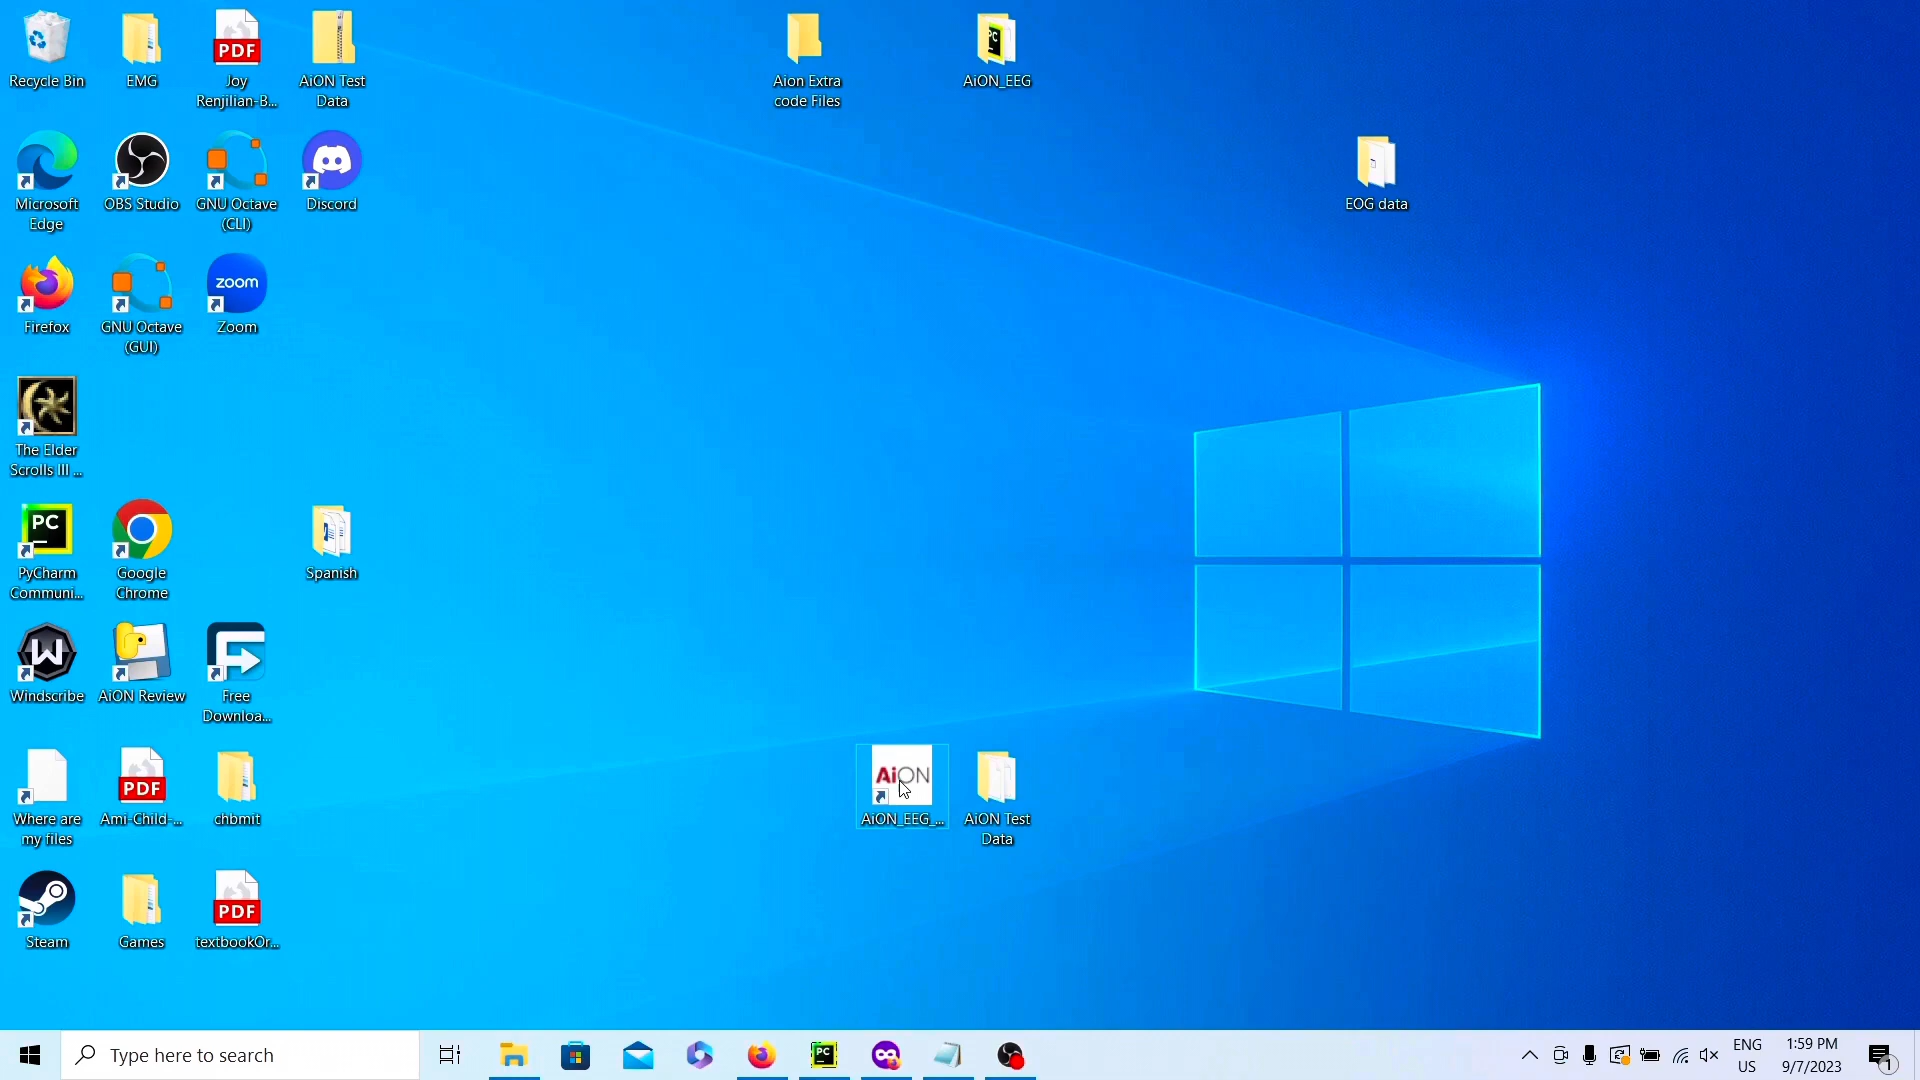 Recycle Bin
EMG
PDF
Joy
Renjilian-B...
AiON Test
Data
Aion Extra
code Files
PC
AiON_EEG
Microsoft
Edge
OBS Studio
GNU Octave
(CLI)
Discord
EOG data
Firefox
GNU Octave
(GUI)
zoom
Zoom
The Elder
Scrolls III ...
PC
PyCharm
Communi...
Google
Chrome
Spanish
W
Windscribe
AiON Review
Free
Downloa...
Where are
my files
PDF
Ami-Child-...
chbmit
AiON
AiON_EEG_...
AiON Test
Data
Steam
Games
PDF
textbookOr...
Type here to search
PC
ENG
US
1:59 PM
9/7/2023
1